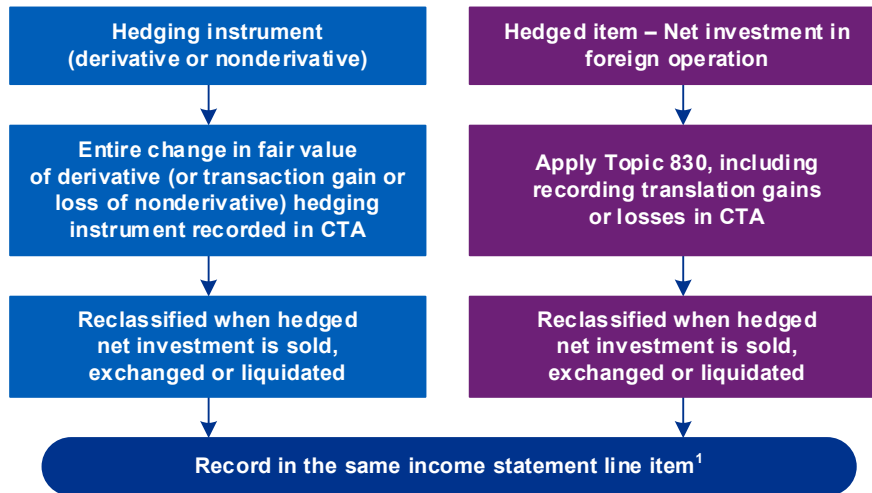 Hedging instrument
(derivative or nonderivative)
Entire change in fair value
of derivative (or transaction gain or
loss of nonderivative) hedging
instrument recorded in CTA
Reclassified when hedged
net investment is sold,
exchanged or liquidated
Hedged item – Net investment in
foreign operation
Apply Topic 830, including
recording translation gains
or losses in CTA
Reclassified when hedged
net investment is sold,
exchanged or liquidated
Record in the same income statement line item¹